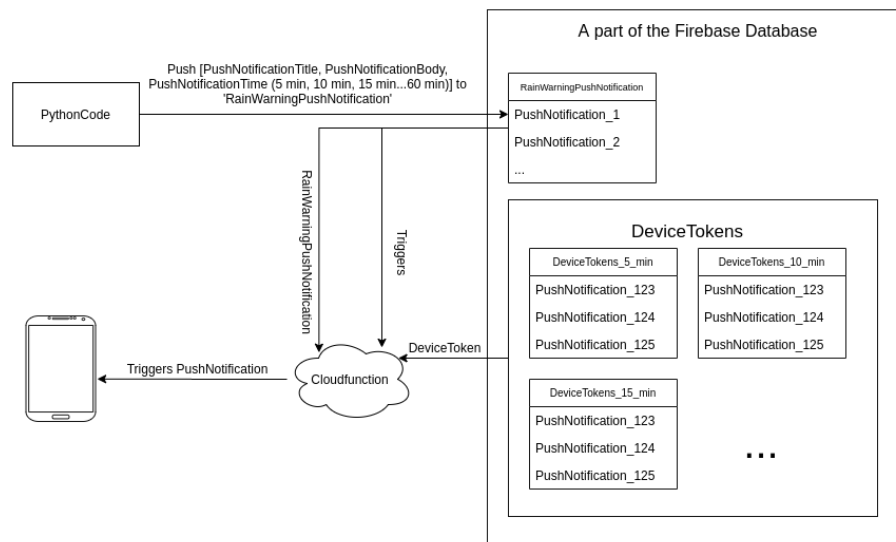 A part of the Firebase Database
Push [PushNotificationTitle, PushNotificationBody,
PushNotificationTime (5 min, 10 min, 15 min...60 min)] to
'RainWarningPushNotification'
PythonCode
RainWarningPushNotification
PushNotification_1
PushNotification_2
...
RainWarningPushNotification
Triggers
DeviceTokens
DeviceTokens_5_min
PushNotification_123
PushNotification_124
PushNotification_125
DeviceTokens_10_min
PushNotification_123
PushNotification_124
PushNotification_125
DeviceToken
Cloudfunction
Triggers PushNotification
DeviceTokens_15_min
PushNotification_123
PushNotification_124
PushNotification_125
...